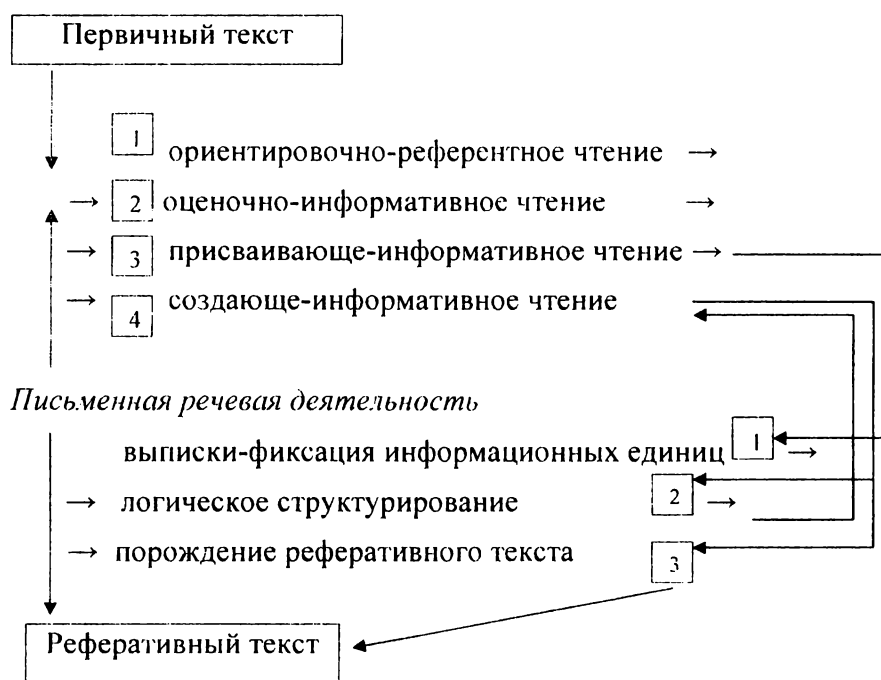 Первичный текст
1 ориентировочно-референтное чтение →
→ 2 оценочно-информативное чтение →
→ 3 присваивающе-информативное чтение →
→ 4 создающе-информативное чтение
Письменная речевая деятельность
выписки-фиксация информационных единиц 1 →
→ логическое структурирование 2 →
→ порождение реферативного текста 3
Реферативный текст